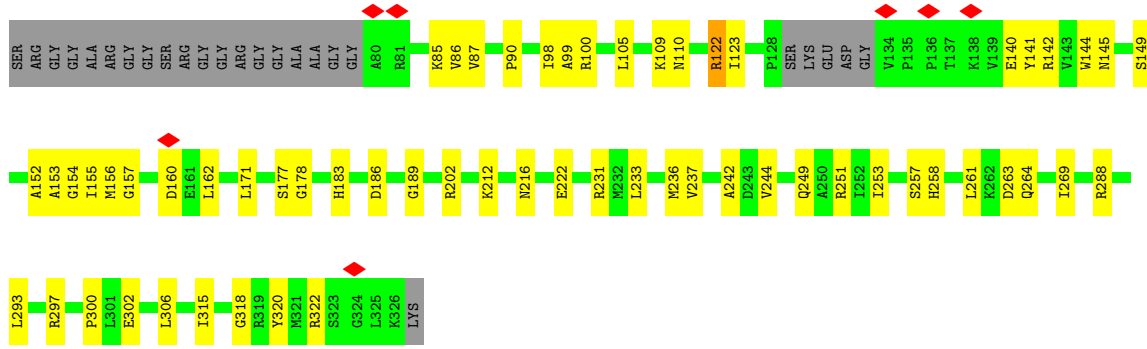 SER ARG GLY GLY ALA ARG GLY GLY SER ARG GLY GLY ARG GLY GLY ALA ALA GLY GLY A80 R81 K85 V86 V87 P90 I98 A99 R100 L105 K109 N110 R122 I123 P128 SER LYS GLU ASP GLY V134 P135 P136 T137 K138 V139 E140 Y141 R142 V143 W144 N145 S149
A152 A153 G154 I155 M156 G157 D160 E161 L162 L171 S177 G178 H183 D186 G189 R202 K212 N216 E222 R231 M232 L233 M236 V237 A242 D243 V244 Q249 A250 R251 I252 I253 S257 H258 L261 K262 D263 Q264 I269 R288
L293 R297 P300 L301 E302 L306 I315 G318 R319 Y320 M321 R322 S323 G324 L325 K326 LYS